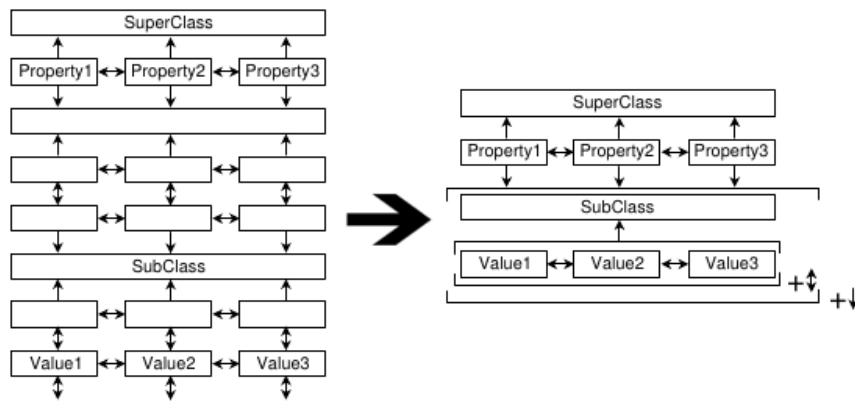 SuperClass
Property1 Property2 Property3
SubClass
Value1 Value2 Value3
SuperClass
Property1 Property2 Property3
SubClass
Value1 Value2 Value3
+
+